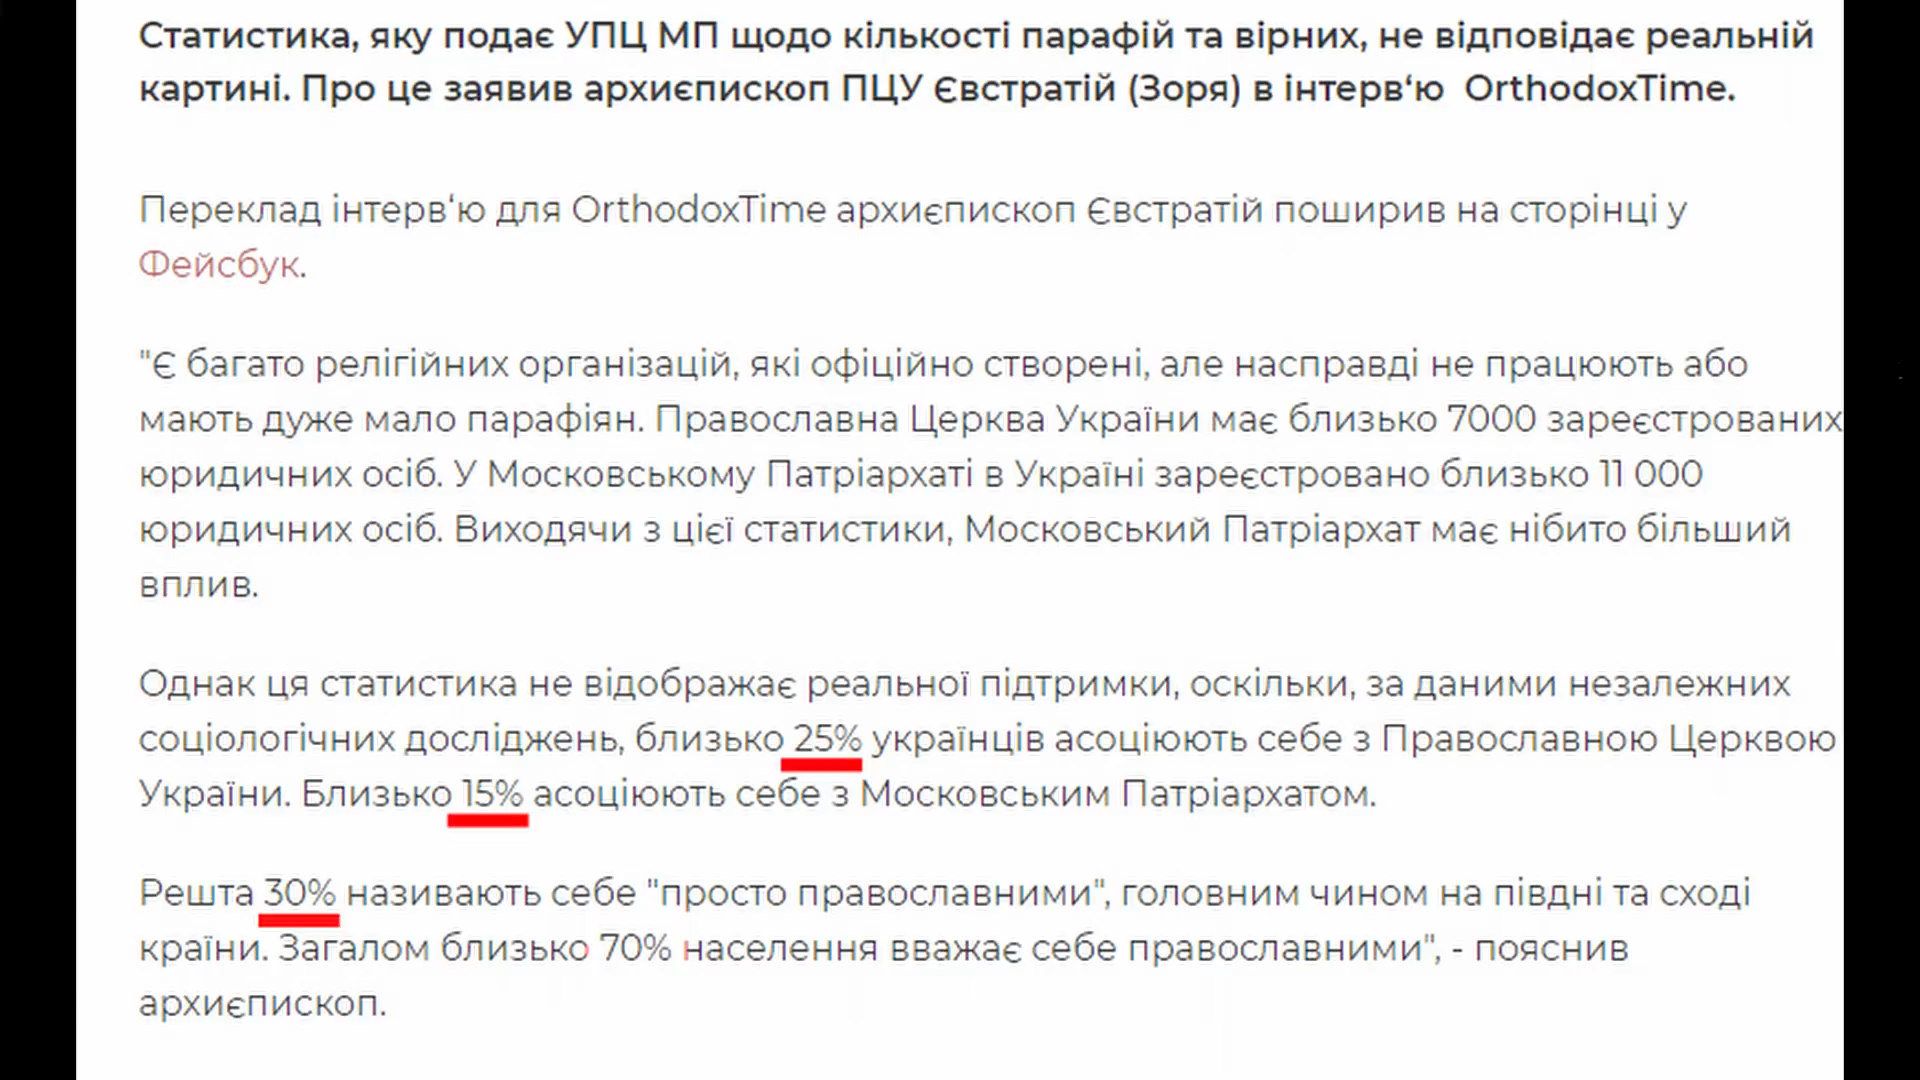 Статистика, яку подає УПЦ МП щодо кількості парафій та вірних, не відповідає реальній
картині. Про це заявив архиєпископ ПЦУ Євстратій (Зоря) в інтерв‘ю OrthodoxTime.
Переклад інтерв‘ю для OrthodoxTime архиєпископ Євстратій поширив на сторінці у
Фейсбук.
"Є багато релігійних організацій, які офіційно створені, але насправді не працюють або
мають дуже мало парафіян. Православна Церква України має близько 7000 зареєстрованих
юридичних осіб. У Московському Патріархаті в Україні зареєстровано близько 11 000
юридичних осіб. Виходячи з цієї статистики, Московський Патріархат має нібито більший
вплив.
Однак ця статистика не відображає реальної підтримки, оскільки, за даними незалежних
соціологічних досліджень, близько 25% українців асоціюють себе з Православною Церквою
України. Близько 15% асоціюють себе з Московським Патріархатом.
Решта 30% називають себе "просто православними", головним чином на півдні та сході
країни. Загалом близько 70% населення вважає себе православними", - пояснив
архиєпископ.